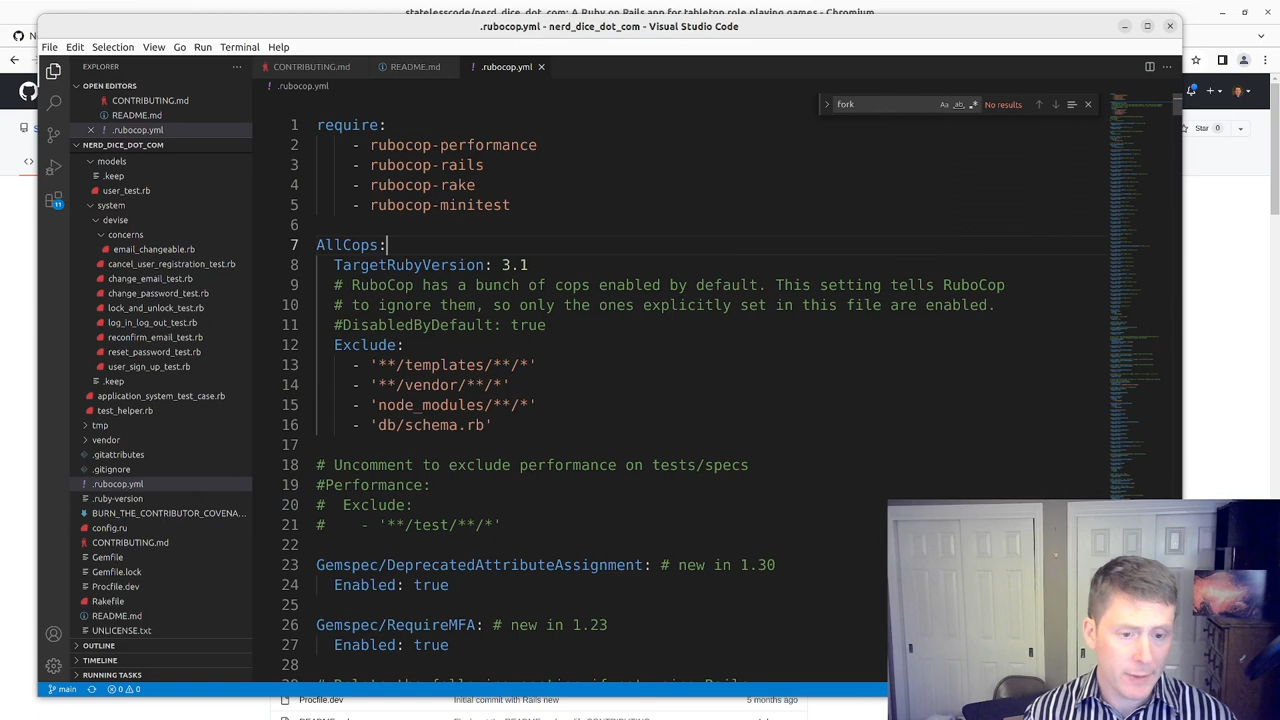 statelesscode/nerd_dice_dot_com: A Ruby on Rails app for tabletop role playing games - Chromium
.rubocop.yml - nerd_dice_dot_com - Visual Studio Code
File Edit Selection View Go Run Terminal Help
EXPLORER
CONTRIBUTING.md
README.md
.rubocop.yml
OPEN EDITORS
CONTRIBUTING.md
README.md
.rubocop.yml
NERD_DICE_DOT_COM
models
.keep
user_test.rb
system
devise
concerns
email_changeable.rb
cancel_user_registration_test.rb
change_email_test.rb
change_password_test.rb
lock_and_unlock_test.rb
log_in_log_out_test.rb
reconfirm_email_test.rb
reset_password_test.rb
user_sign_up_test.rb
.keep
application_system_test_case.rb
test_helper.rb
tmp
vendor
.gitattributes
.gitignore
.rubocop.yml
.ruby-version
BURN_THE_CONTRIBUTOR_COVENA...
config.ru
CONTRIBUTING.md
Gemfile
Gemfile.lock
Procfile.dev
Rakefile
README.md
UNLICENSE.txt
OUTLINE
TIMELINE
RUNNING TASKS
11
main
0 0
.rubocop.yml
fork
Aa
No results
1 require:
2 - rubocop-performance
3 - rubocop-rails
4 - rubocop-rake
5 - rubocop-minitest
6
7 AllCops:
8 TargetRubyVersion: 3.1
9 # RuboCop has a bunch of cops enabled by default. This setting tells RuboCop
10 # to ignore them, so only the ones explicitly set in this file are enabled.
11 #DisabledByDefault: true
12 Exclude:
13 - '**/templates/**/*'
14 - '**/vendor/**/*'
15 - 'node_modules/**/*'
16 - 'db/schema.rb'
17
18 # Uncomment to exclude performance on tests/specs
19 #Performance:
20 # Exclude:
21 # - '**/test/**/*'
22
23 Gemspec/DeprecatedAttributeAssignment: # new in 1.30
24 Enabled: true
25
26 Gemspec/RequireMFA: # new in 1.23
27 Enabled: true
28
Star 0
Procfile.dev
Initial commit with Rails new
5 months ago